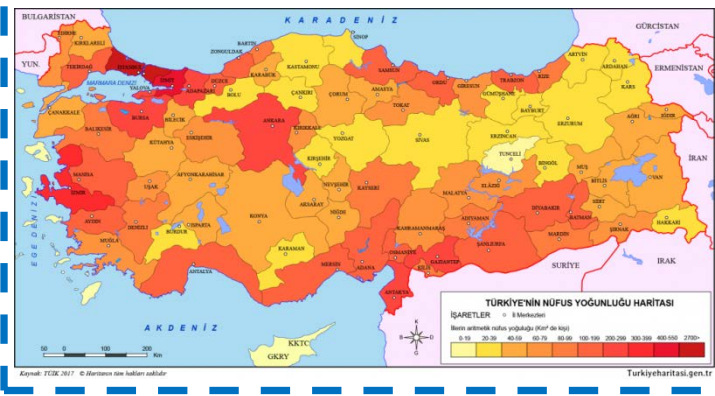 BULGARİSTAN
KARADENİZ
GÜRCİSTAN
ERMENİSTAN
YUN.
İRAN
IRAK
SURİYE
AKDENİZ
EGE DENİZİ
MARMARA DENİZİ
KKTC
GKRY
EDİRNE
KIRKLARELİ
TEKİRDAĞ
İSTANBUL
İZMİT
YALOVA
ADAPAZARI
DÜZCE
BOLU
ZONGULDAK
BARTIN
KARABÜK
KASTAMONU
SİNOP
ÇANKIRI
ÇORUM
SAMSUN
AMASYA
TOKAT
ORDU
GİRESUN
TRABZON
RİZE
ARTVİN
ARDAHAN
KARS
GÜMÜŞHANE
BAYBURT
ERZURUM
ERZİNCAN
AĞRI
IĞDIR
ÇANAKKALE
BALIKESİR
BURSA
BİLECİK
ESKİŞEHİR
KÜTAHYA
ANKARA
KIRIKKALE
YOZGAT
SİVAS
TUNCELİ
BİNGÖL
MUŞ
BİTLİS
VAN
MANİSA
İZMİR
UŞAK
AFYONKARAHİSAR
KIRŞEHİR
NEVŞEHİR
KAYSERİ
MALATYA
ELAZIĞ
DİYARBAKIR
BATMAN
SİİRT
HAKKARİ
ŞIRNAK
MARDİN
AYDIN
DENİZLİ
MUĞLA
BURDUR
ISPARTA
ANTALYA
KONYA
AKSARAY
NİĞDE
KARAMAN
MERSİN
ADANA
OSMANİYE
KAHRAMANMARAŞ
ADIYAMAN
ŞANLIURFA
GAZİANTEP
KİLİS
ANTAKYA
TÜRKİYE'NİN NÜFUS YOĞUNLUĞU HARİTASI
İŞARETLER İl Merkezleri
İllerin aritmetik nüfus yoğunluğu (Km² de kişi)
0-19 20-39 40-59 60-79 80-99 100-199 200-299 300-399 400-550 2700+
K
B D
G
50 0 100 200
Km
Kaynak: TÜİK 2017 © Haritanın tüm hakları saklıdır
Turkiyeharitasi.gen.tr